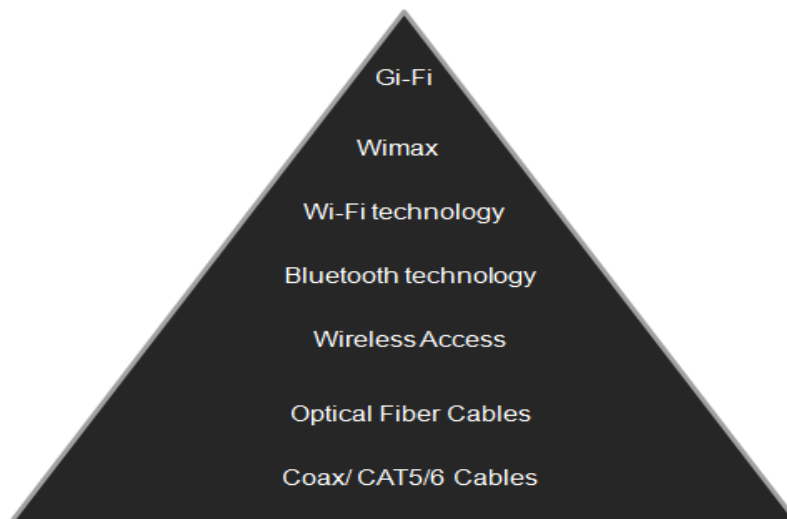 Gi-Fi
Wimax
Wi-Fi technology
Bluetooth technology
Wireless Access
Optical Fiber Cables
Coax/ CAT5/6 Cables